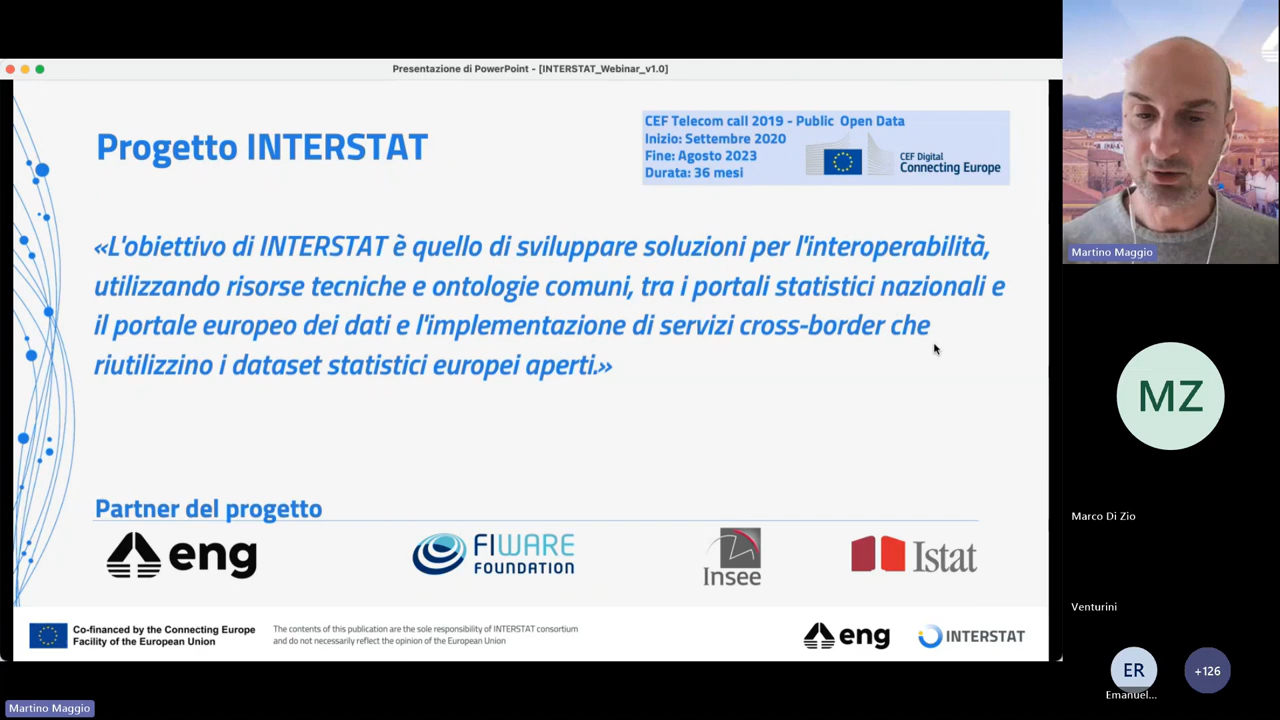 Presentazione di PowerPoint - [INTERSTAT_Webinar_v1.0]
Progetto INTERSTAT
CEF Telecom call 2019 - Public Open Data
Inizio: Settembre 2020
Fine: Agosto 2023
Durata: 36 mesi
CEF Digital
Connecting Europe
«L'obiettivo di INTERSTAT è quello di sviluppare soluzioni per l'interoperabilità,
utilizzando risorse tecniche e ontologie comuni, tra i portali statistici nazionali e
il portale europeo dei dati e l'implementazione di servizi cross-border che
riutilizzino i dataset statistici europei aperti.»
Partner del progetto
eng
FIWARE
FOUNDATION
Insee
Istat
Co-financed by the Connecting Europe
Facility of the European Union
The contents of this publication are the sole responsibility of INTERSTAT consortium
and do not necessarily reflect the opinion of the European Union
eng
INTERSTAT
Martino Maggio
MZ
Marco Di Zio
Venturini
ER
Emanuel...
+126
Martino Maggio